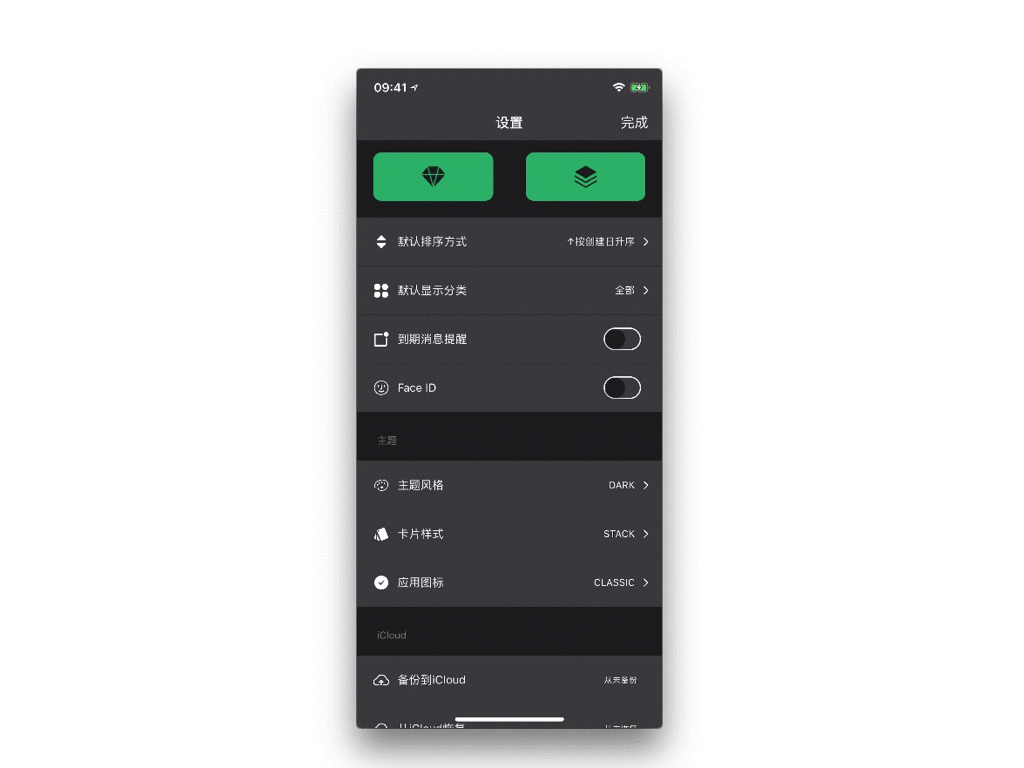 09:41
设置
完成
默认排序方式
↑按创建日升序
默认显示分类
全部
到期消息提醒
Face ID
主题
主题风格
DARK
卡片样式
STACK
应用图标
CLASSIC
iCloud
备份到iCloud
从未备份
从iCloud恢复